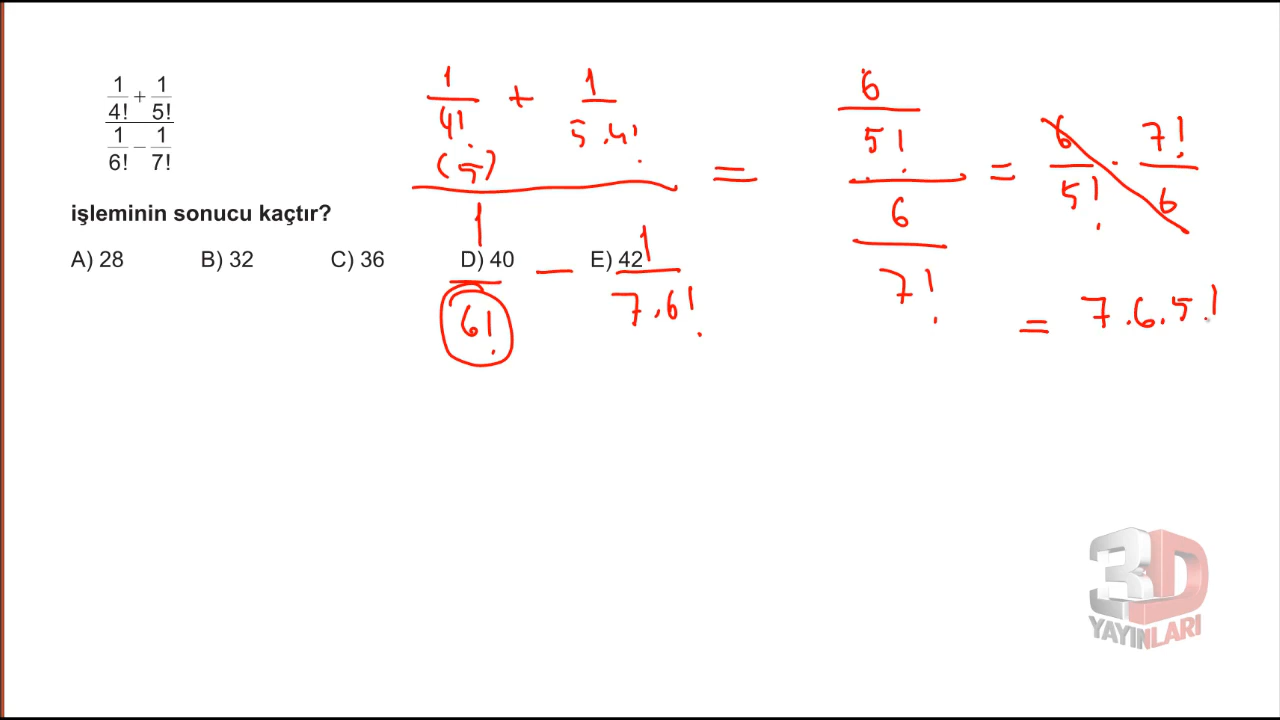 1/4! + 1/5!
1/6! − 1/7!
işleminin sonucu kaçtır?
A) 28 B) 32 C) 36 D) 40 E) 42
1/4! + 1/5.4!
(5)
1/6! − 1/7.6!
= 6/5!
6/7!
= 6/5! . 7!/6
= 7.6.5!
3D
YAYINLARI